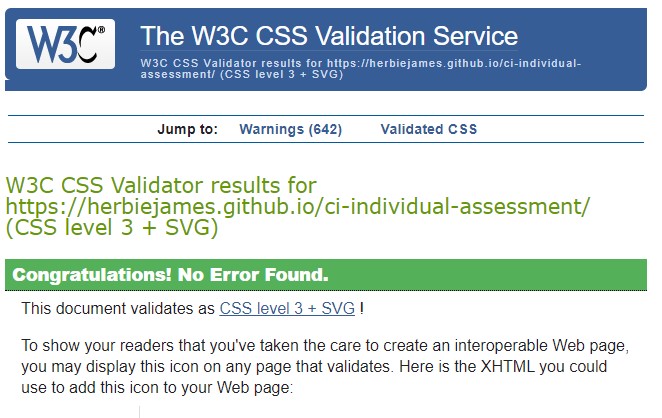 W3C®
The W3C CSS Validation Service
W3C CSS Validator results for https://herbiejames.github.io/ci-individual-
assessment/ (CSS level 3 + SVG)
Jump to: Warnings (642) Validated CSS
W3C CSS Validator results for
https://herbiejames.github.io/ci-individual-assessment/
(CSS level 3 + SVG)
Congratulations! No Error Found.
This document validates as CSS level 3 + SVG !
To show your readers that you've taken the care to create an interoperable Web page,
you may display this icon on any page that validates. Here is the XHTML you could
use to add this icon to your Web page: